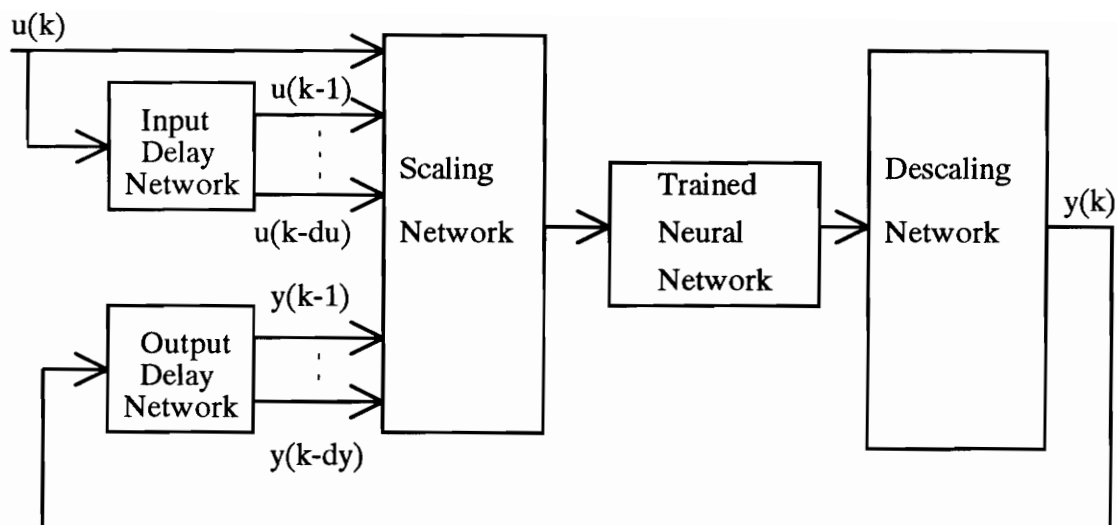 u(k)
Input
Delay
Network
u(k-1)
u(k-du)
Output
Delay
Network
y(k-1)
y(k-dy)
Scaling
Network
Trained
Neural
Network
Descaling
Network
y(k)